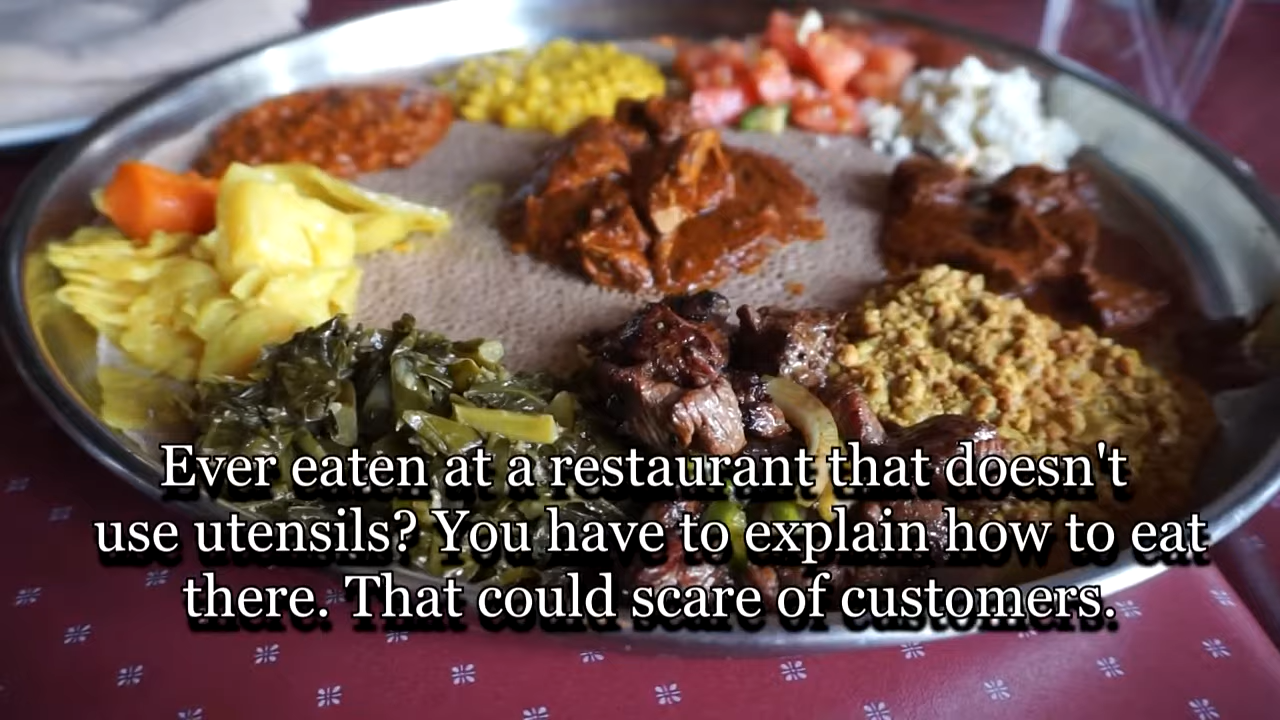 Ever eaten at a restaurant that doesn't
use utensils? You have to explain how to eat
there. That could scare of customers.